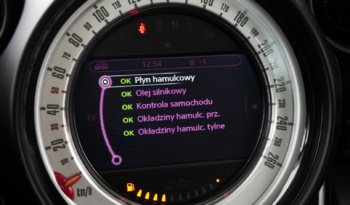 12:54 -1
OK Płyn hamulcowy
OK Olej silnikowy
OK Kontrola samochodu
OK Okładziny hamulc. prz.
OK Okładziny hamulc. tylne
km/h